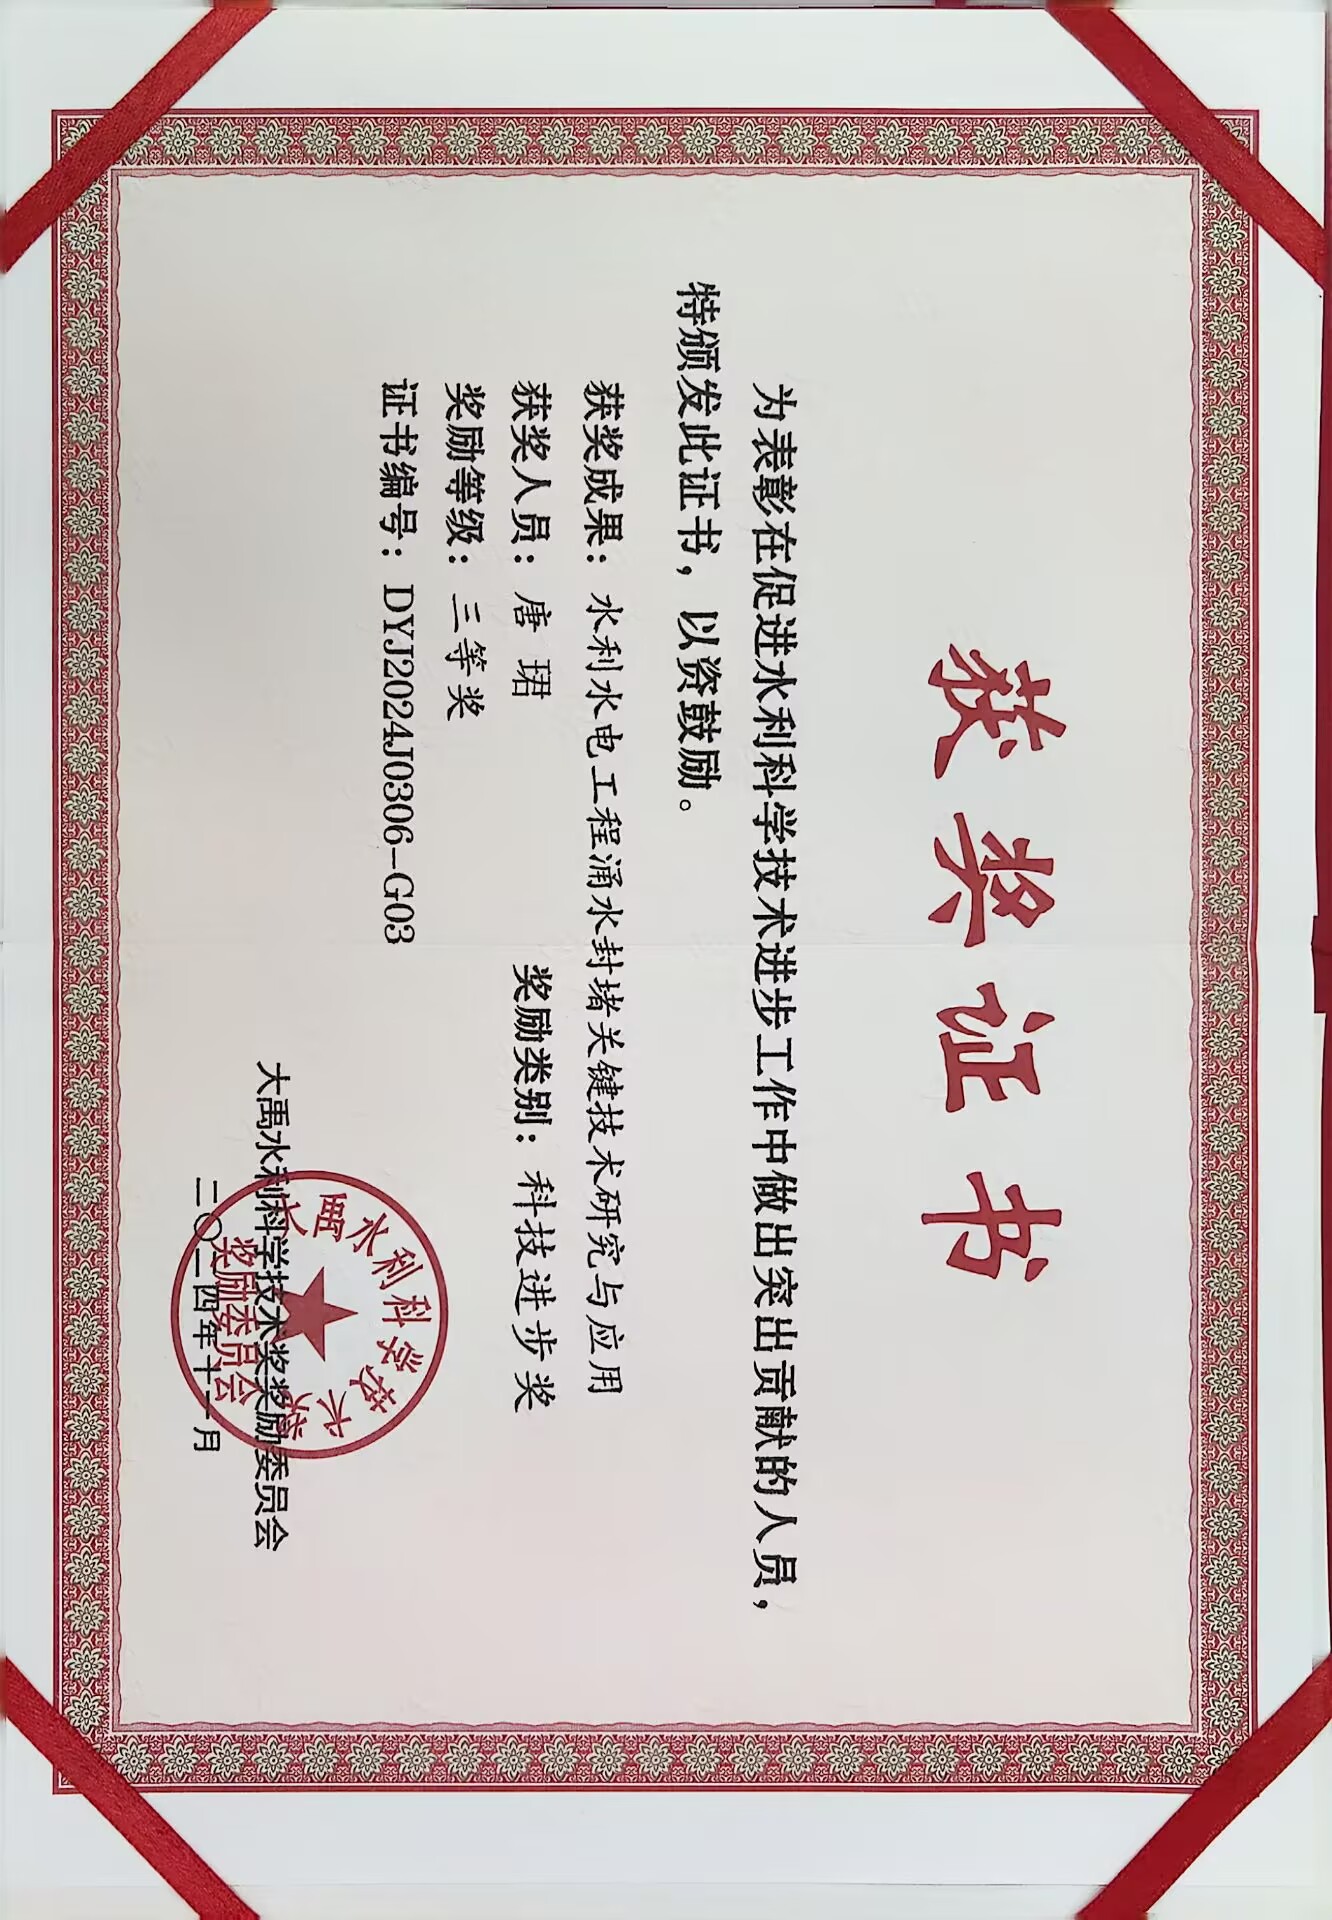 获奖证书
为表彰在促进水利科学技术进步工作中做出突出贡献的人员，
特颁发此证书，以资鼓励。
获奖成果：水利水电工程涌水封堵关键技术研究与应用
获奖人员：唐 珺 奖励类别：科技进步奖
奖励等级：三等奖
证书编号：DYJ2024J0306-G03
大禹水利科学技术奖奖励委员会
二〇二四年十一月
大禹水利科学技术奖
奖励委员会